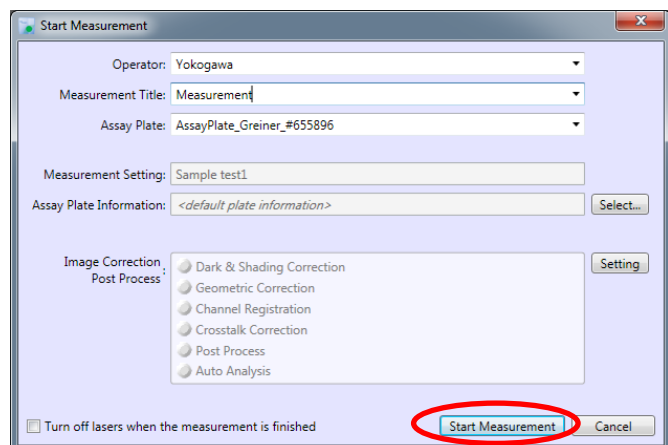 Start Measurement
Operator: Yokogawa
Measurement Title: Measurement
Assay Plate: AssayPlate_Greiner_#655896
Measurement Setting: Sample test1
Assay Plate Information: <default plate information> Select...
Image Correction
Post Process :
Setting
Dark & Shading Correction
Geometric Correction
Channel Registration
Crosstalk Correction
Post Process
Auto Analysis
Turn off lasers when the measurement is finished Start Measurement Cancel